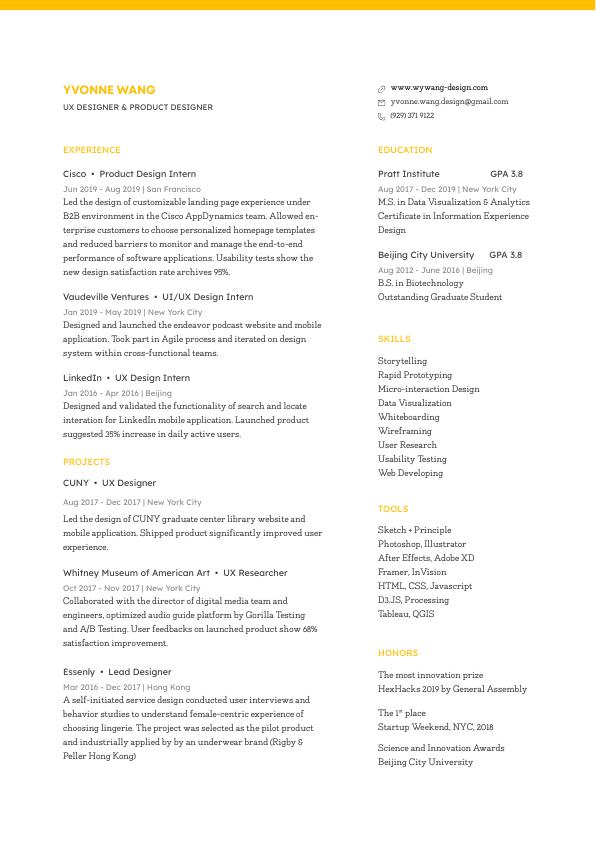 YVONNE WANG
UX DESIGNER & PRODUCT DESIGNER
www.wywang-design.com
yvonne.wang.design@gmail.com
(929) 371 9122
EXPERIENCE
Cisco • Product Design Intern
Jun 2019 - Aug 2019 | San Francisco
Led the design of customizable landing page experience under
B2B environment in the Cisco AppDynamics team. Allowed en-
terprise customers to choose personalized homepage templates
and reduced barriers to monitor and manage the end-to-end
performance of software applications. Usability tests show the
new design satisfaction rate archives 95%.
Vaudeville Ventures • UI/UX Design Intern
Jan 2019 - May 2019 | New York City
Designed and launched the endeavor podcast website and mobile
application. Took part in Agile process and iterated on design
system within cross-functional teams.
LinkedIn • UX Design Intern
Jan 2016 - Apr 2016 | Beijing
Designed and validated the functionality of search and locate
interation for LinkedIn mobile application. Launched product
suggested 35% increase in daily active users.
PROJECTS
CUNY • UX Designer
Aug 2017 - Dec 2017 | New York City
Led the design of CUNY graduate center library website and
mobile application. Shipped product significantly improved user
experience.
Whitney Museum of American Art • UX Researcher
Oct 2017 - Nov 2017 | New York City
Collaborated with the director of digital media team and
engineers, optimized audio guide platform by Gorilla Testing
and A/B Testing. User feedbacks on launched product show 68%
satisfaction improvement.
Essenly • Lead Designer
Mar 2016 - Dec 2017 | Hong Kong
A self-initiated service design conducted user interviews and
behavior studies to understand female-centric experience of
choosing lingerie. The project was selected as the pilot product
and industrially applied by by an underwear brand (Rigby &
Peller Hong Kong)
EDUCATION
Pratt Institute GPA 3.8
Aug 2017 - Dec 2019 | New York City
M.S. in Data Visualization & Analytics
Certificate in Information Experience
Design
Beijing City University GPA 3.8
Aug 2012 - June 2016 | Beijing
B.S. in Biotechnology
Outstanding Graduate Student
SKILLS
Storytelling
Rapid Prototyping
Micro-interaction Design
Data Visualization
Whiteboarding
Wireframing
User Research
Usability Testing
Web Developing
TOOLS
Sketch + Principle
Photoshop, Illustrator
After Effects, Adobe XD
Framer, InVision
HTML, CSS, Javascript
D3.JS, Processing
Tableau, QGIS
HONORS
The most innovation prize
HexHacks 2019 by General Assembly
The 1st place
Startup Weekend, NYC, 2018
Science and Innovation Awards
Beijing City University